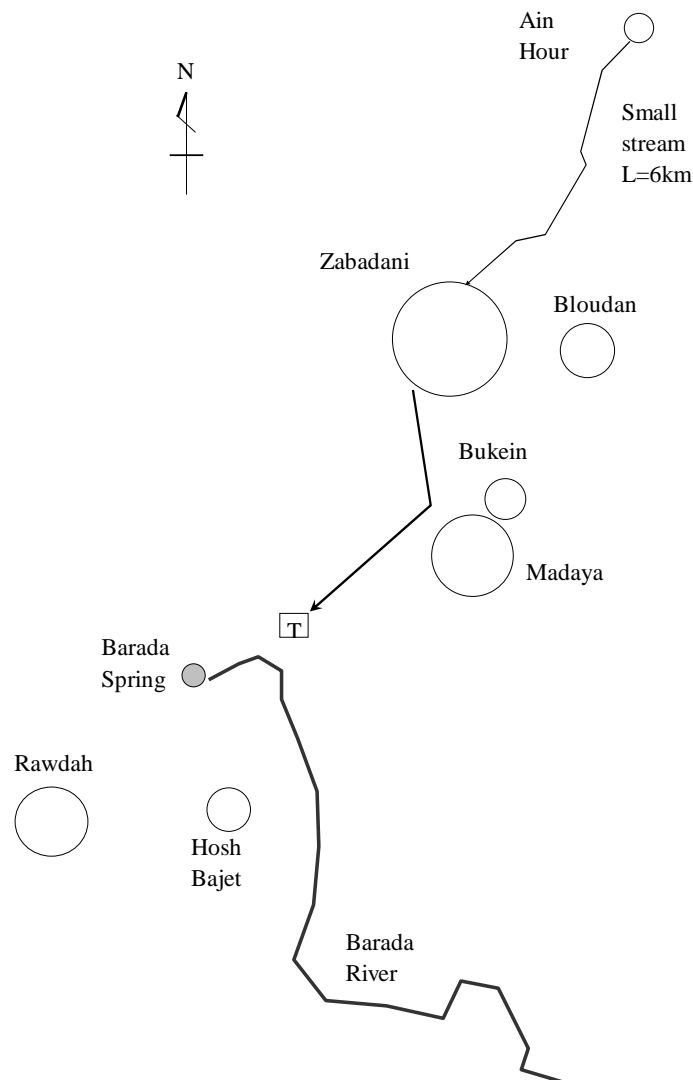 Ain
Hour
N
Small
stream
L=6km
Zabadani
Bloudan
Bukein
Madaya
T
Barada
Spring
Rawdah
Hosh
Bajet
Barada
River